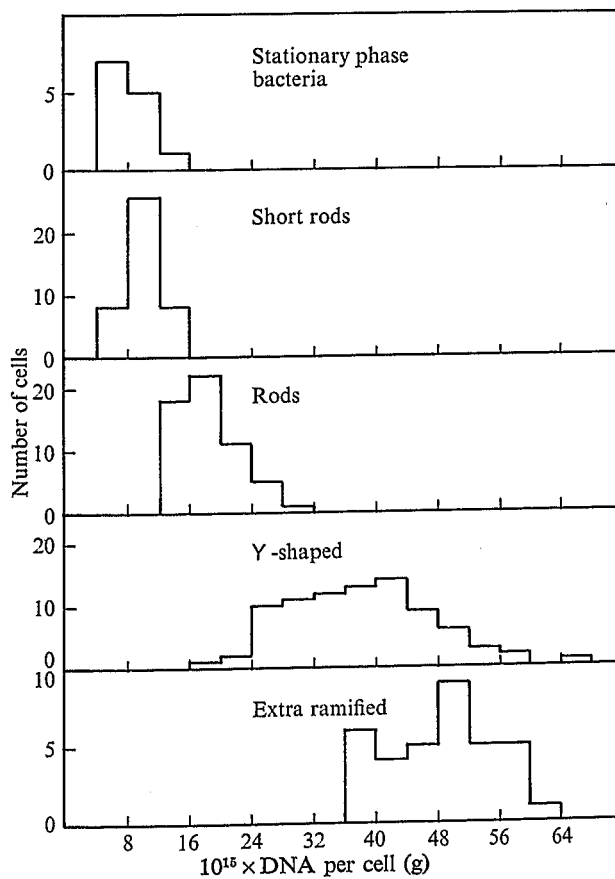 Stationary phase
bacteria
5
0
Short rods
20
10
0
Rods
20
10
0
Y-shaped
20
10
0
Extra ramified
10
5
0
Number of cells
8 16 24 32 40 48 56 64
10¹⁵ × DNA per cell (g)